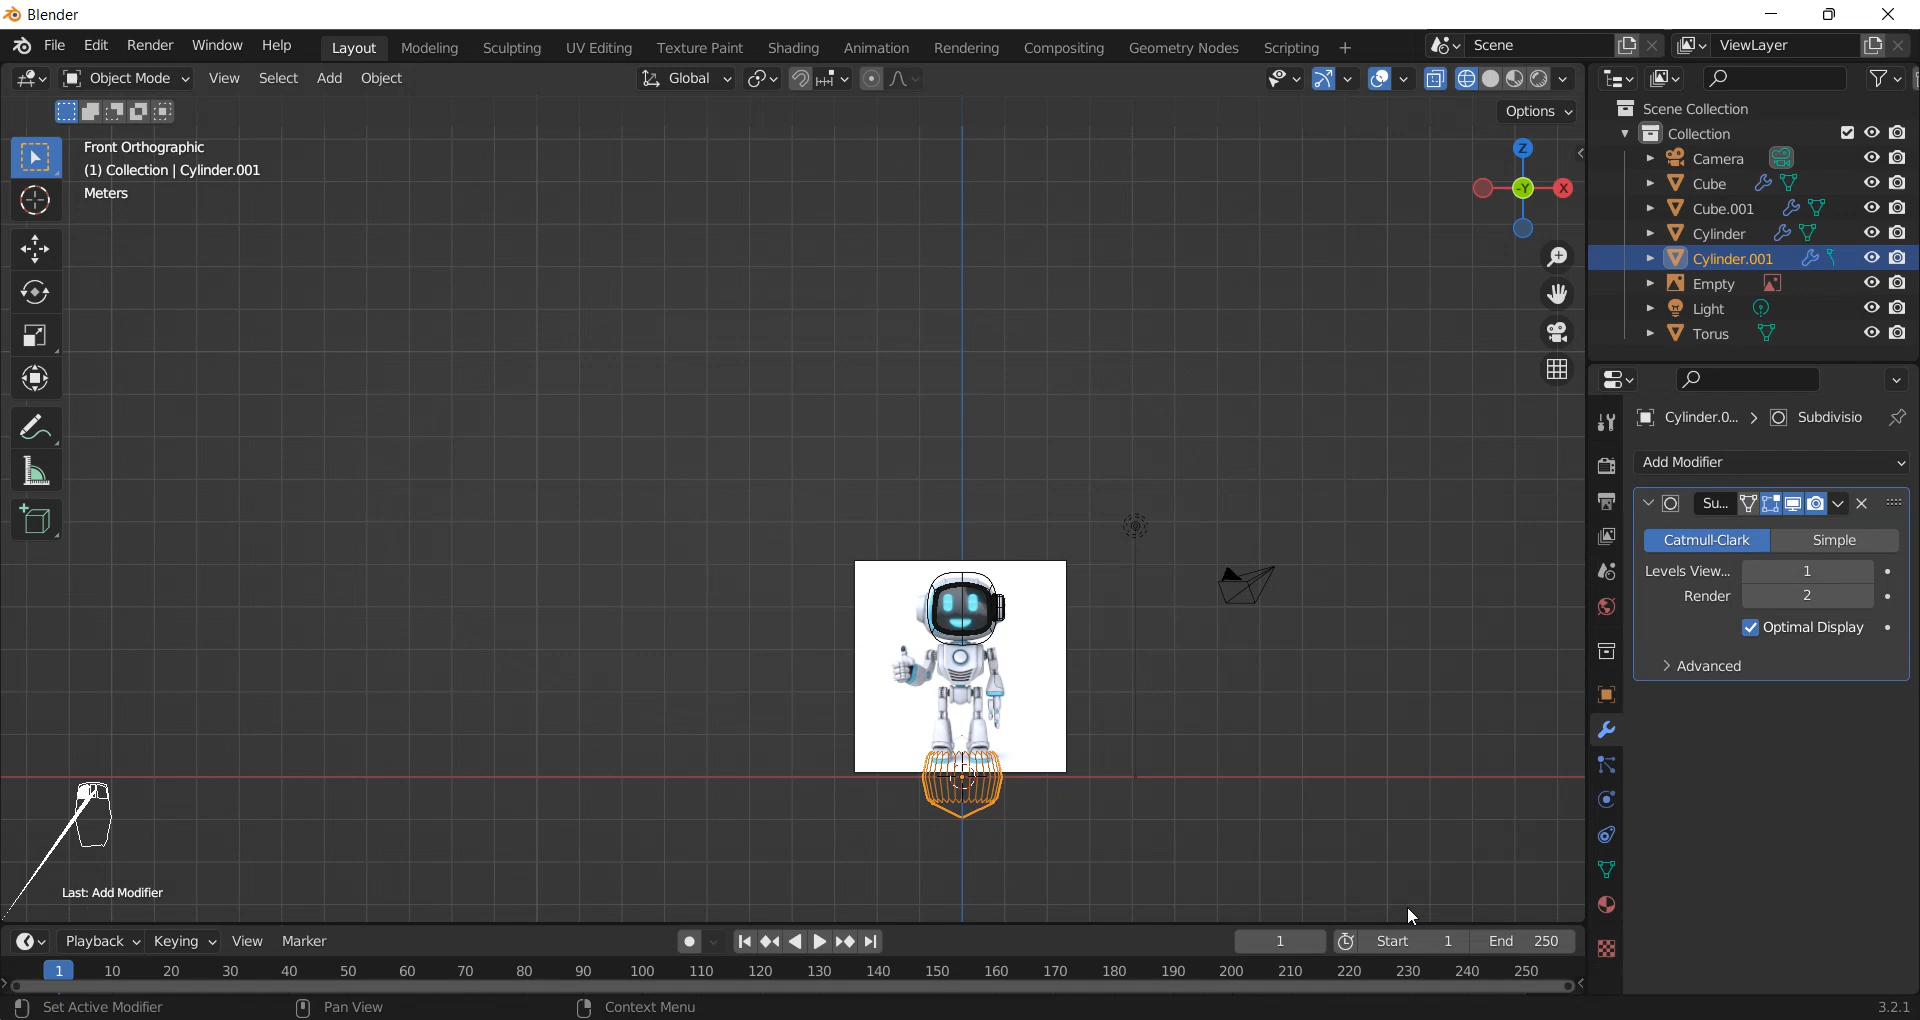 Blender
File Edit Render Window Help Layout Modeling Sculpting UV Editing Texture Paint Shading Animation Rendering Compositing Geometry Nodes Scripting + Scene ViewLayer
Object Mode View Select Add Object Global
Options
Front Orthographic
(1) Collection | Cylinder.001
Meters
Z
-Y X
Last: Add Modifier
Scene Collection
Collection
Camera
Cube
Cube.001
Cylinder
Cylinder.001
Empty
Light
Torus
Cylinder.0... > Subdivisio
Add Modifier
Su...
Catmull-Clark Simple
Levels View... 1
Render 2
Optimal Display
Advanced
Playback Keying View Marker 1 Start 1 End 250
1 10 20 30 40 50 60 70 80 90 100 110 120 130 140 150 160 170 180 190 200 210 220 230 240 250
Set Active Modifier Pan View Context Menu 3.2.1